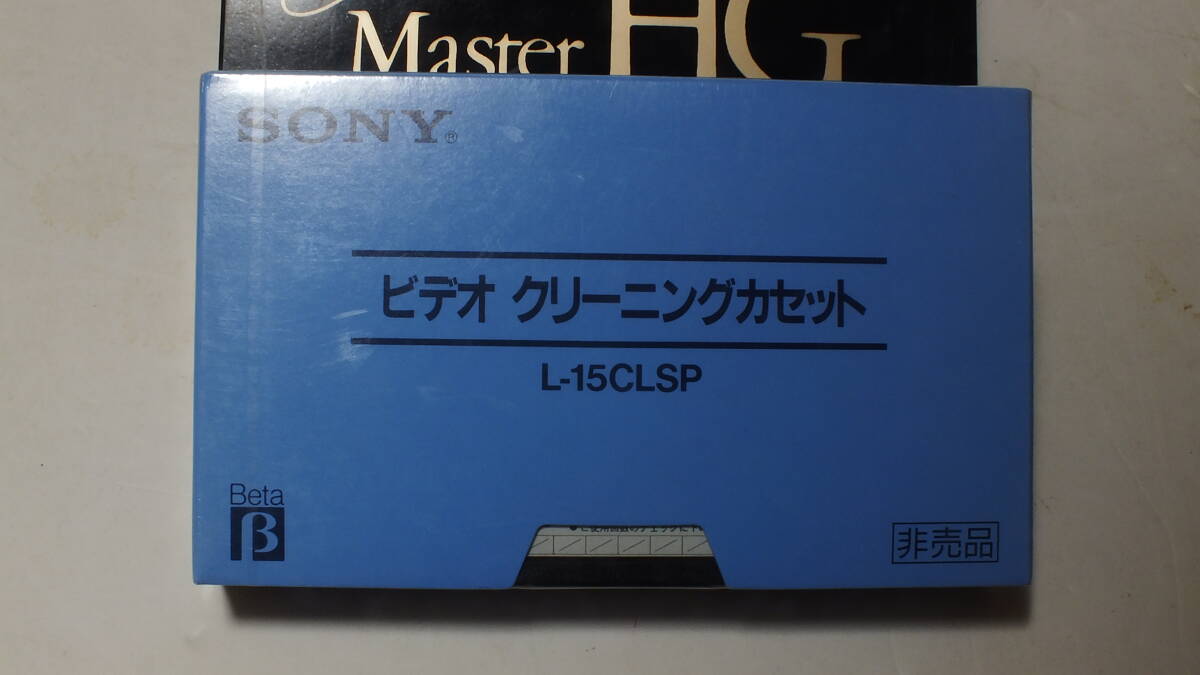 Master HG
SONY®
ビデオ クリーニングカセット
L-15CLSP
Beta
β
非売品